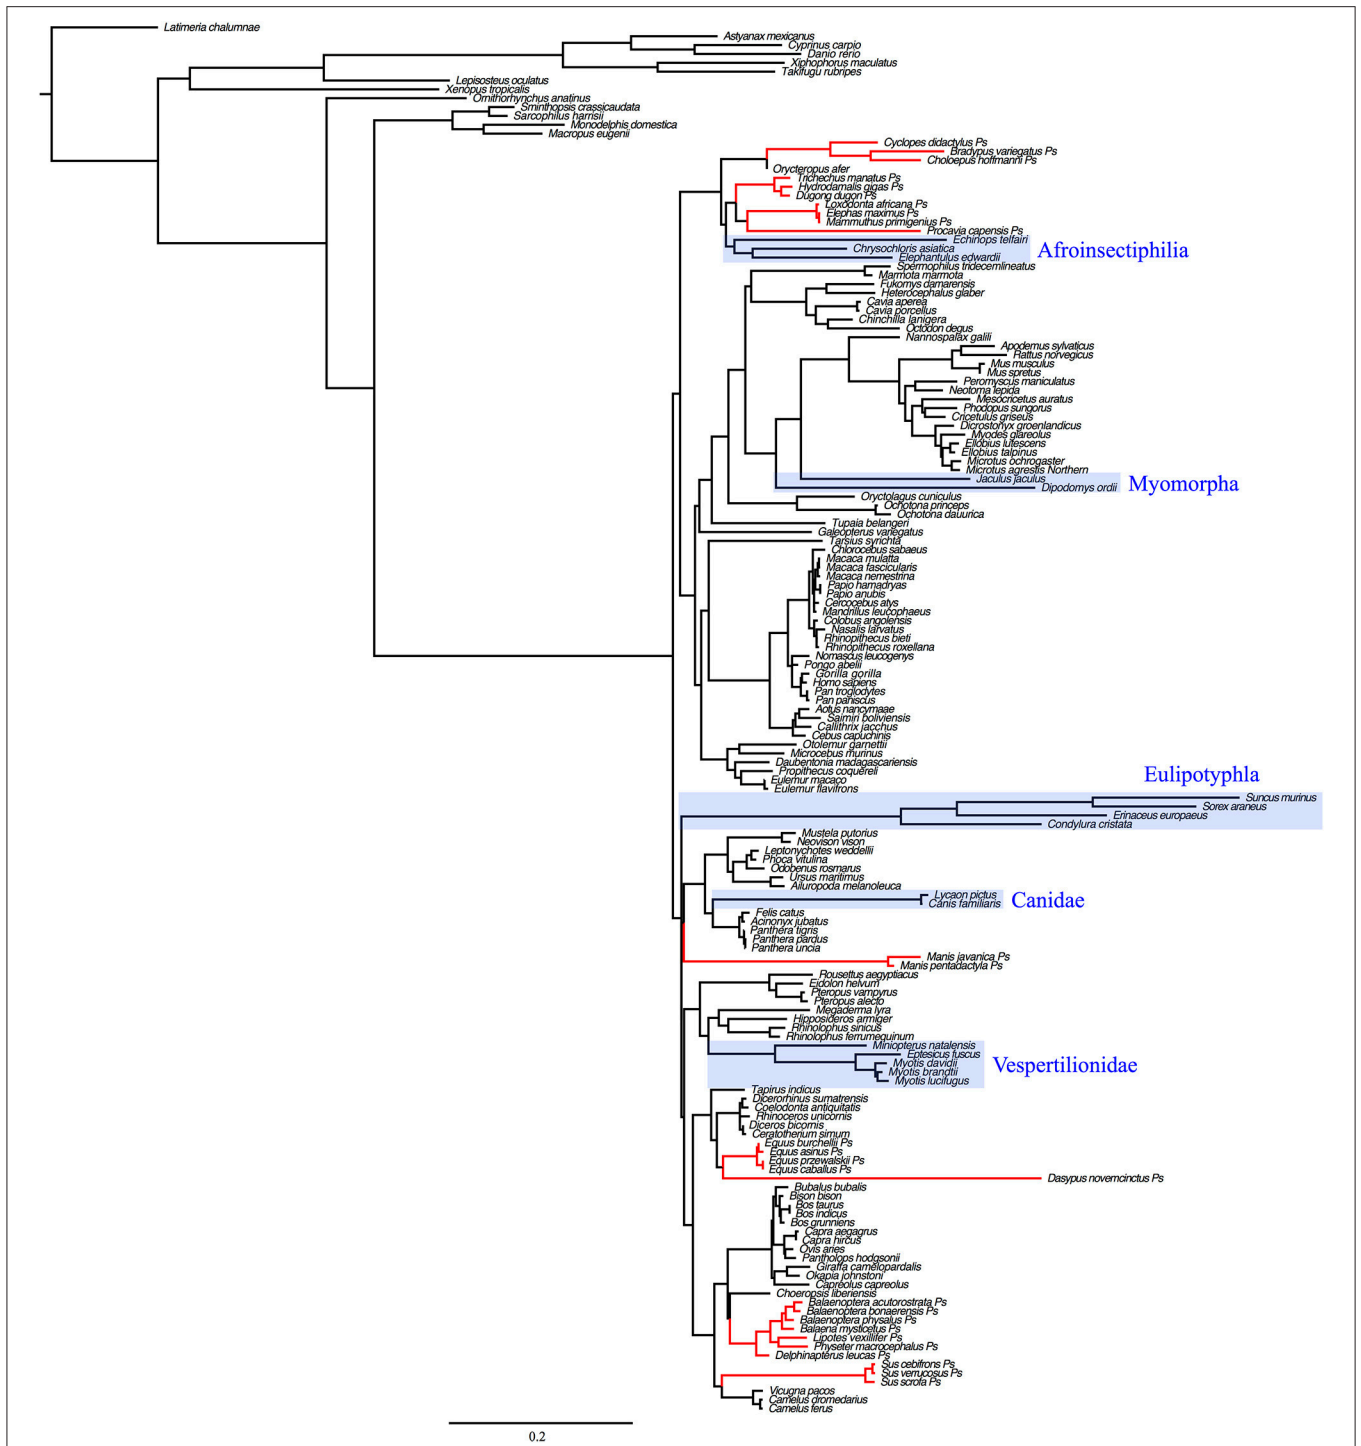 Latimeria chalumnae
Astyanax mexicanus
Cyprinus carpio
Danio rerio
Xiphophorus maculatus
Takifugu rubripes
Lepisosteus oculatus
Xenopus tropicalis
Ornithorhynchus anatinus
Sminthopsis crassicaudata
Sarcophilus harrisii
Monodelphis domestica
Macropus eugenii
Cyclopes didactylus Ps
Bradypus variegatus Ps
Choloepus hoffmanni Ps
Orycteropus afer
Trichechus manatus Ps
Hydrodamalis gigas Ps
Dugong dugon Ps
Loxodonta africana Ps
Elephas maximus Ps
Mammuthus primigenius Ps
Procavia capensis Ps
Echinops telfairi
Chrysochloris asiatica
Afroinsectiphilia
Elephantulus edwardii
Spermophilus tridecemlineatus
Marmota marmota
Fukomys damarensis
Heterocephalus glaber
Cavia aperea
Cavia porcellus
Chinchilla lanigera
Octodon degus
Nannospalax galili
Apodemus sylvaticus
Rattus norvegicus
Mus musculus
Mus spretus
Peromyscus maniculatus
Neotoma lepida
Mesocricetus auratus
Phodopus sungorus
Cricetulus griseus
Dicrostonyx groenlandicus
Myodes glareolus
Ellobius lutescens
Ellobius talpinus
Microtus ochrogaster
Microtus agrestis Northern
Jaculus jaculus
Myomorpha
Dipodomys ordii
Oryctolagus cuniculus
Ochotona princeps
Ochotona dauurica
Tupaia belangeri
Galeopterus variegatus
Tarsius syrichta
Chlorocebus sabaeus
Macaca mulatta
Macaca fascicularis
Macaca nemestrina
Papio hamadryas
Papio anubis
Cercocebus atys
Mandrillus leucophaeus
Colobus angolensis
Nasalis larvatus
Rhinopithecus bieti
Rhinopithecus roxellana
Nomascus leucogenys
Pongo abelii
Gorilla gorilla
Homo sapiens
Pan troglodytes
Pan paniscus
Aotus nancymaae
Saimiri boliviensis
Callithrix jacchus
Cebus capuchinis
Otolemur garnettii
Microcebus murinus
Daubentonia madagascariensis
Propithecus coquereli
Eulemur macaco
Eulemur flavifrons
Eulipotyphla
Suncus murinus
Sorex araneus
Erinaceus europaeus
Condylura cristata
Mustela putorius
Neovison vison
Leptonychotes weddellii
Phoca vitulina
Odobenus rosmarus
Ursus maritimus
Ailuropoda melanoleuca
Lycaon pictus
Canis familiaris
Canidae
Felis catus
Acinonyx jubatus
Panthera tigris
Panthera pardus
Panthera uncia
Manis javanica Ps
Manis pentadactyla Ps
Rousettus aegyptiacus
Eidolon helvum
Pteropus vampyrus
Pteropus alecto
Megaderma lyra
Hipposideros armiger
Rhinolophus sinicus
Rhinolophus ferrumequinum
Miniopterus natalensis
Eptesicus fuscus
Myotis davidii
Vespertilionidae
Myotis brandtii
Myotis lucifugus
Tapirus indicus
Dicerorhinus sumatrensis
Coelodonta antiquitatis
Rhinoceros unicornis
Diceros bicornis
Ceratotherium simum
Equus burchellii Ps
Equus asinus Ps
Equus przewalskii Ps
Equus caballus Ps
Dasypus novemcinctus Ps
Bubalus bubalis
Bison bison
Bos taurus
Bos indicus
Bos grunniens
Capra aegagrus
Capra hircus
Ovis aries
Pantholops hodgsonii
Giraffa camelopardalis
Okapia johnstoni
Capreolus capreolus
Choeropsis liberiensis
Balaenoptera acutorostrata Ps
Balaenoptera bonaerensis Ps
Balaenoptera physalus Ps
Balaena mysticetus Ps
Lipotes vexillifer Ps
Physeter macrocephalus Ps
Delphinapterus leucas Ps
Sus cebifrons Ps
Sus verrucosus Ps
Sus scrofa Ps
Vicugna pacos
Camelus dromedarius
Camelus ferus
0.2